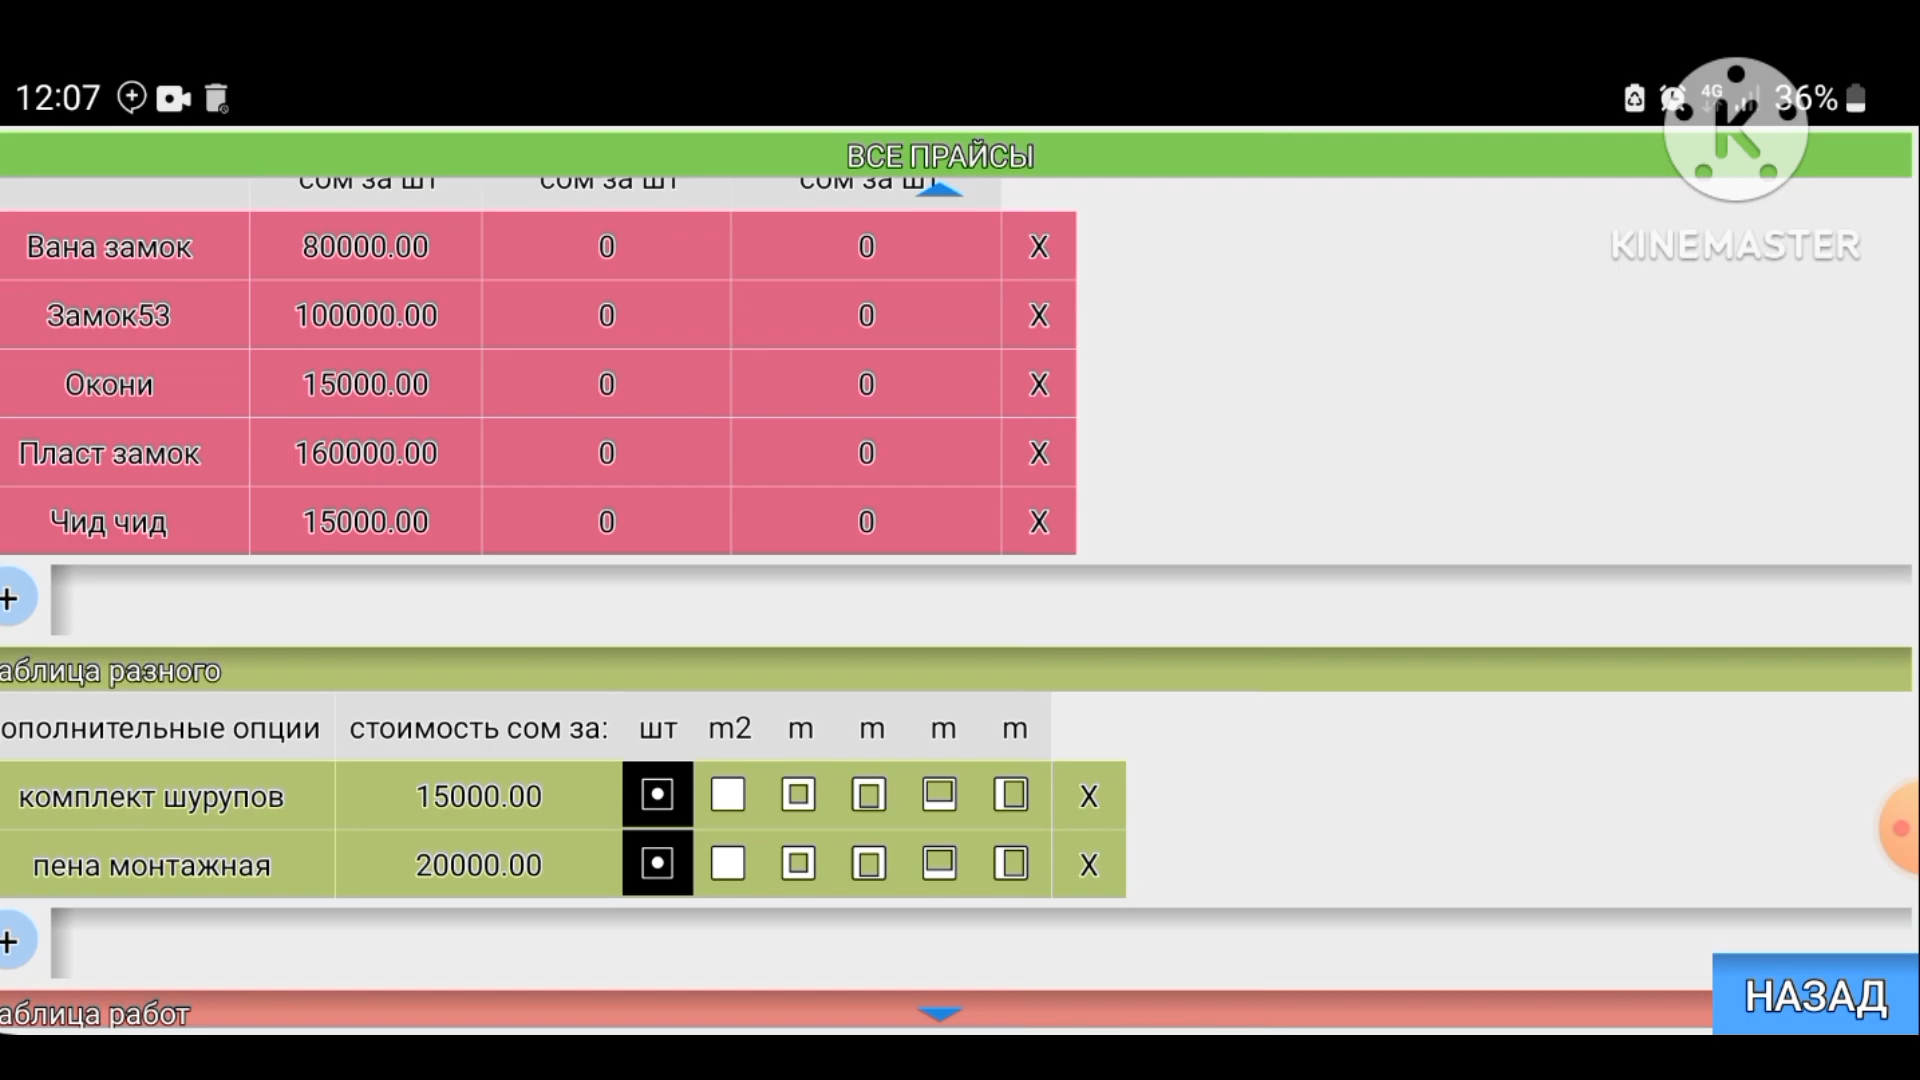 12:07 4G 36%
KINEMASTER
ВСЕ ПРАЙСЫ
сом за шт сом за шт сом за шт
Вана замок 80000.00 0 0 X
Замок53 100000.00 0 0 X
Окони 15000.00 0 0 X
Пласт замок 160000.00 0 0 X
Чид чид 15000.00 0 0 X
+
аблица разного
ополнительные опции стоимость сом за: шт m2 m m m m
комплект шурупов 15000.00 X
пена монтажная 20000.00 X
+
аблица работ
НАЗАД